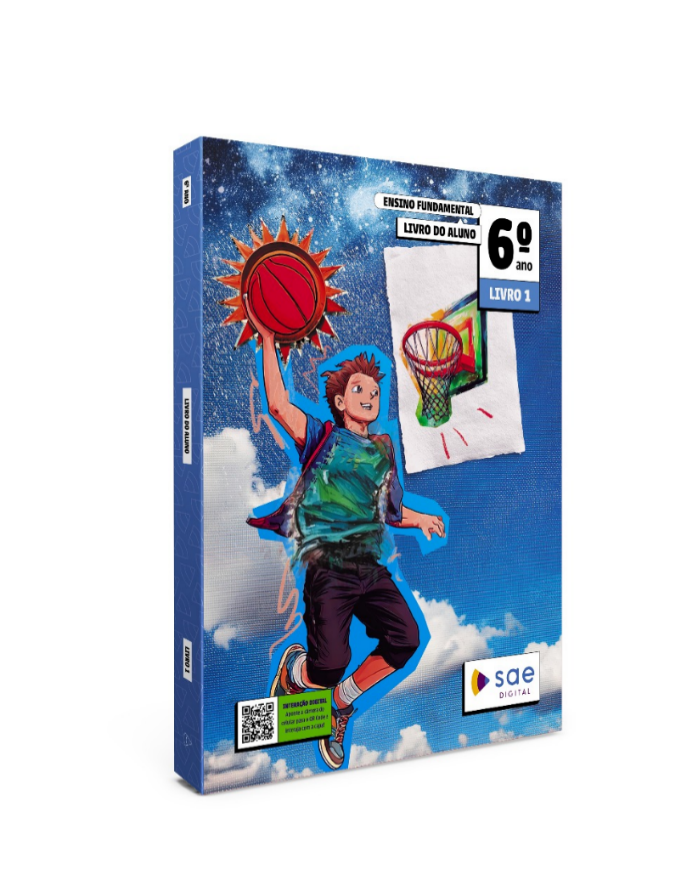 ENSINO FUNDAMENTAL
LIVRO DO ALUNO
6º
ano
LIVRO 1
6º ANO
LIVRO DO ALUNO
LIVRO 1
INTERAÇÃO DIGITAL
sae
DIGITAL